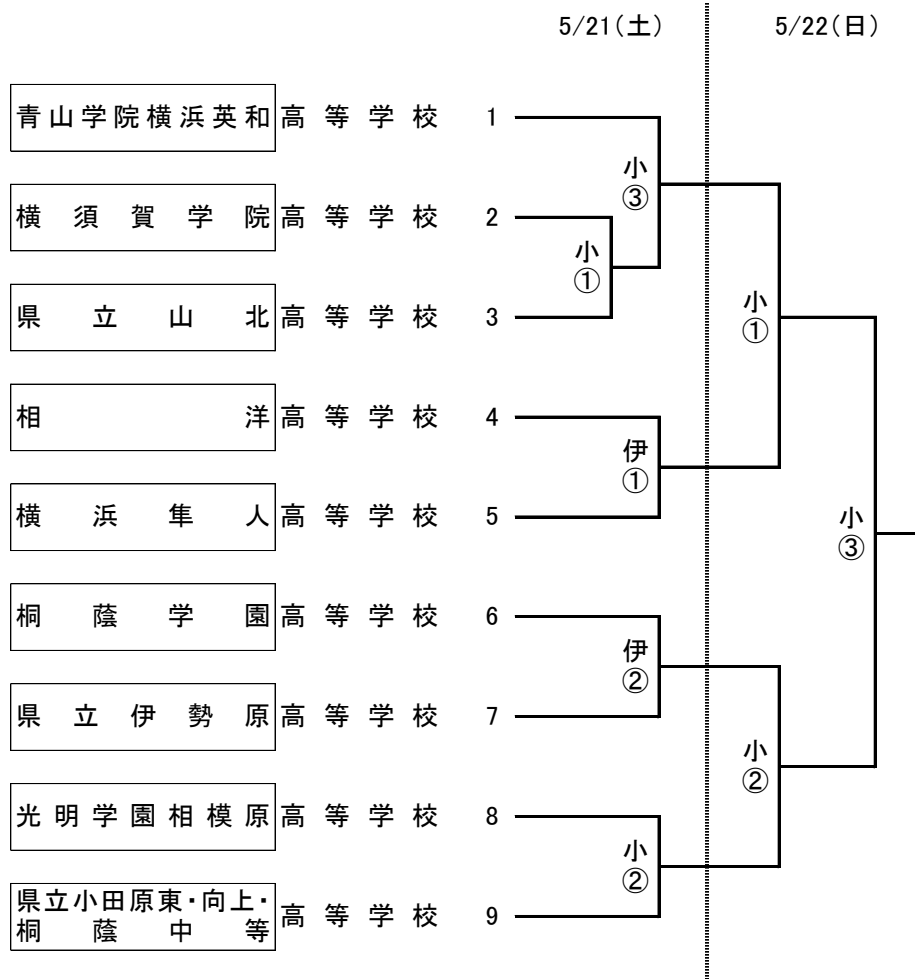 5/21(土) 5/22(日)
青山学院横浜英和高等学校 1
小
③
横須賀学院高等学校 2
小
①
県立山北高等学校 3
小
①
相洋高等学校 4
伊
①
横浜隼人高等学校 5
小
③
桐蔭学園高等学校 6
伊
②
県立伊勢原高等学校 7
小
②
光明学園相模原高等学校 8
小
②
県立小田原東・向上・
桐蔭中等高等学校 9